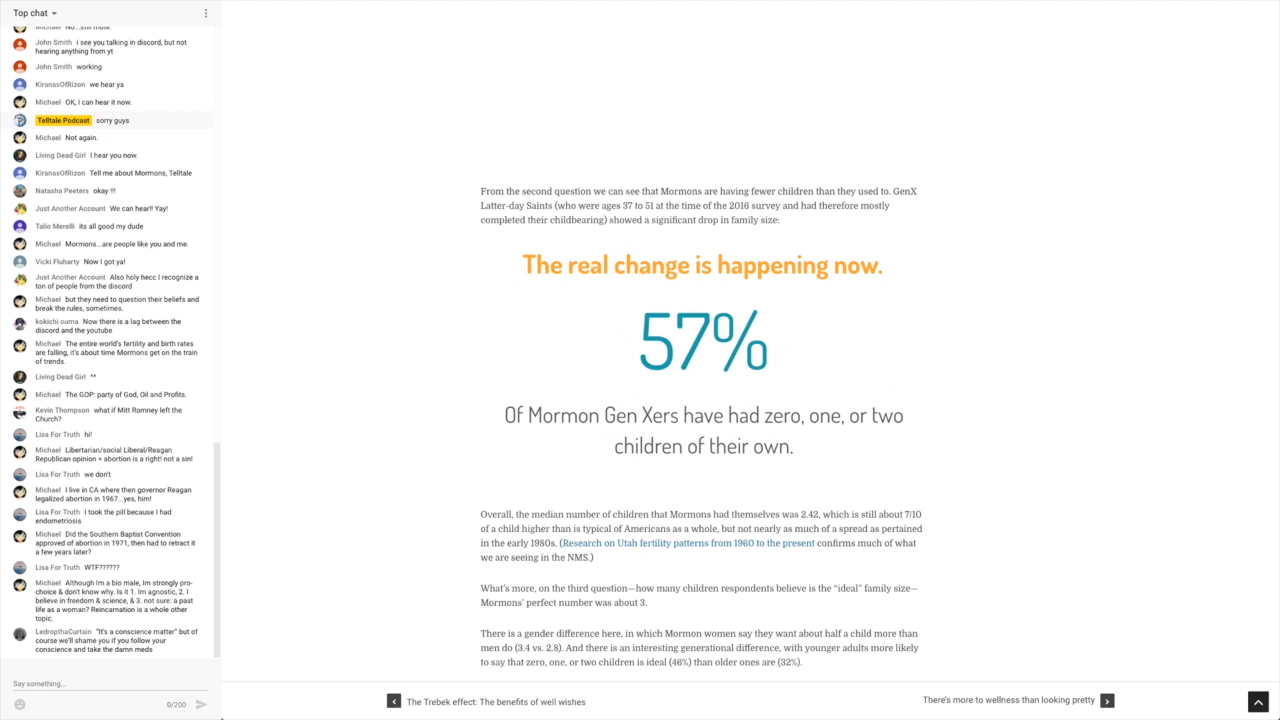 Top chat
Michael No...still mute.
John Smith i see you talking in discord, but not
hearing anything from yt
John Smith working
KiranasOfRizon we hear ya
Michael OK, I can hear it now.
Telltale Podcast sorry guys
Michael Not again.
Living Dead Girl I hear you now.
KiranasOfRizon Tell me about Mormons, Telltale
Natasha Peeters okay !!!
Just Another Account We can hear!! Yay!
Talio Merelli its all good my dude
Michael Mormons...are people like you and me.
Vicki Fluharty Now I got ya!
Just Another Account Also holy hecc I recognize a
ton of people from the discord
Michael but they need to question their beliefs and
break the rules, sometimes.
kokichi ouma Now there is a lag between the
discord and the youtube
Michael The entire world's fertility and birth rates
are falling, it's about time Mormons get on the train
of trends.
Living Dead Girl ^^
Michael The GOP: party of God, Oil and Profits.
Kevin Thompson what if Mitt Romney left the
Church?
Lisa For Truth hi!
Michael Libertarian/social Liberal/Reagan
Republican opinion = abortion is a right! not a sin!
Lisa For Truth we don't
Michael I live in CA where then governor Reagan
legalized abortion in 1967...yes, him!
Lisa For Truth I took the pill because I had
endometriosis
Michael Did the Southern Baptist Convention
approved of abortion in 1971, then had to retract it
a few years later?
Lisa For Truth WTF??????
Michael Although Im a bio male, Im strongly pro-
choice & don't know why. Is it 1. Im agnostic, 2. I
believe in freedom & science, & 3. not sure: a past
life as a woman? Reincarnation is a whole other
topic.
LedropthaCurtain "It's a conscience matter" but of
course we'll shame you if you follow your
conscience and take the damn meds
Say something...
0/200
From the second question we can see that Mormons are having fewer children than they used to. GenX
Latter-day Saints (who were ages 37 to 51 at the time of the 2016 survey and had therefore mostly
completed their childbearing) showed a significant drop in family size:
The real change is happening now.
57%
Of Mormon Gen Xers have had zero, one, or two
children of their own.
Overall, the median number of children that Mormons had themselves was 2.42, which is still about 7/10
of a child higher than is typical of Americans as a whole, but not nearly as much of a spread as pertained
in the early 1980s. (Research on Utah fertility patterns from 1960 to the present confirms much of what
we are seeing in the NMS.)
What's more, on the third question—how many children respondents believe is the "ideal" family size—
Mormons' perfect number was about 3.
There is a gender difference here, in which Mormon women say they want about half a child more than
men do (3.4 vs. 2.8). And there is an interesting generational difference, with younger adults more likely
to say that zero, one, or two children is ideal (46%) than older ones are (32%).
The Trebek effect: The benefits of well wishes
There's more to wellness than looking pretty